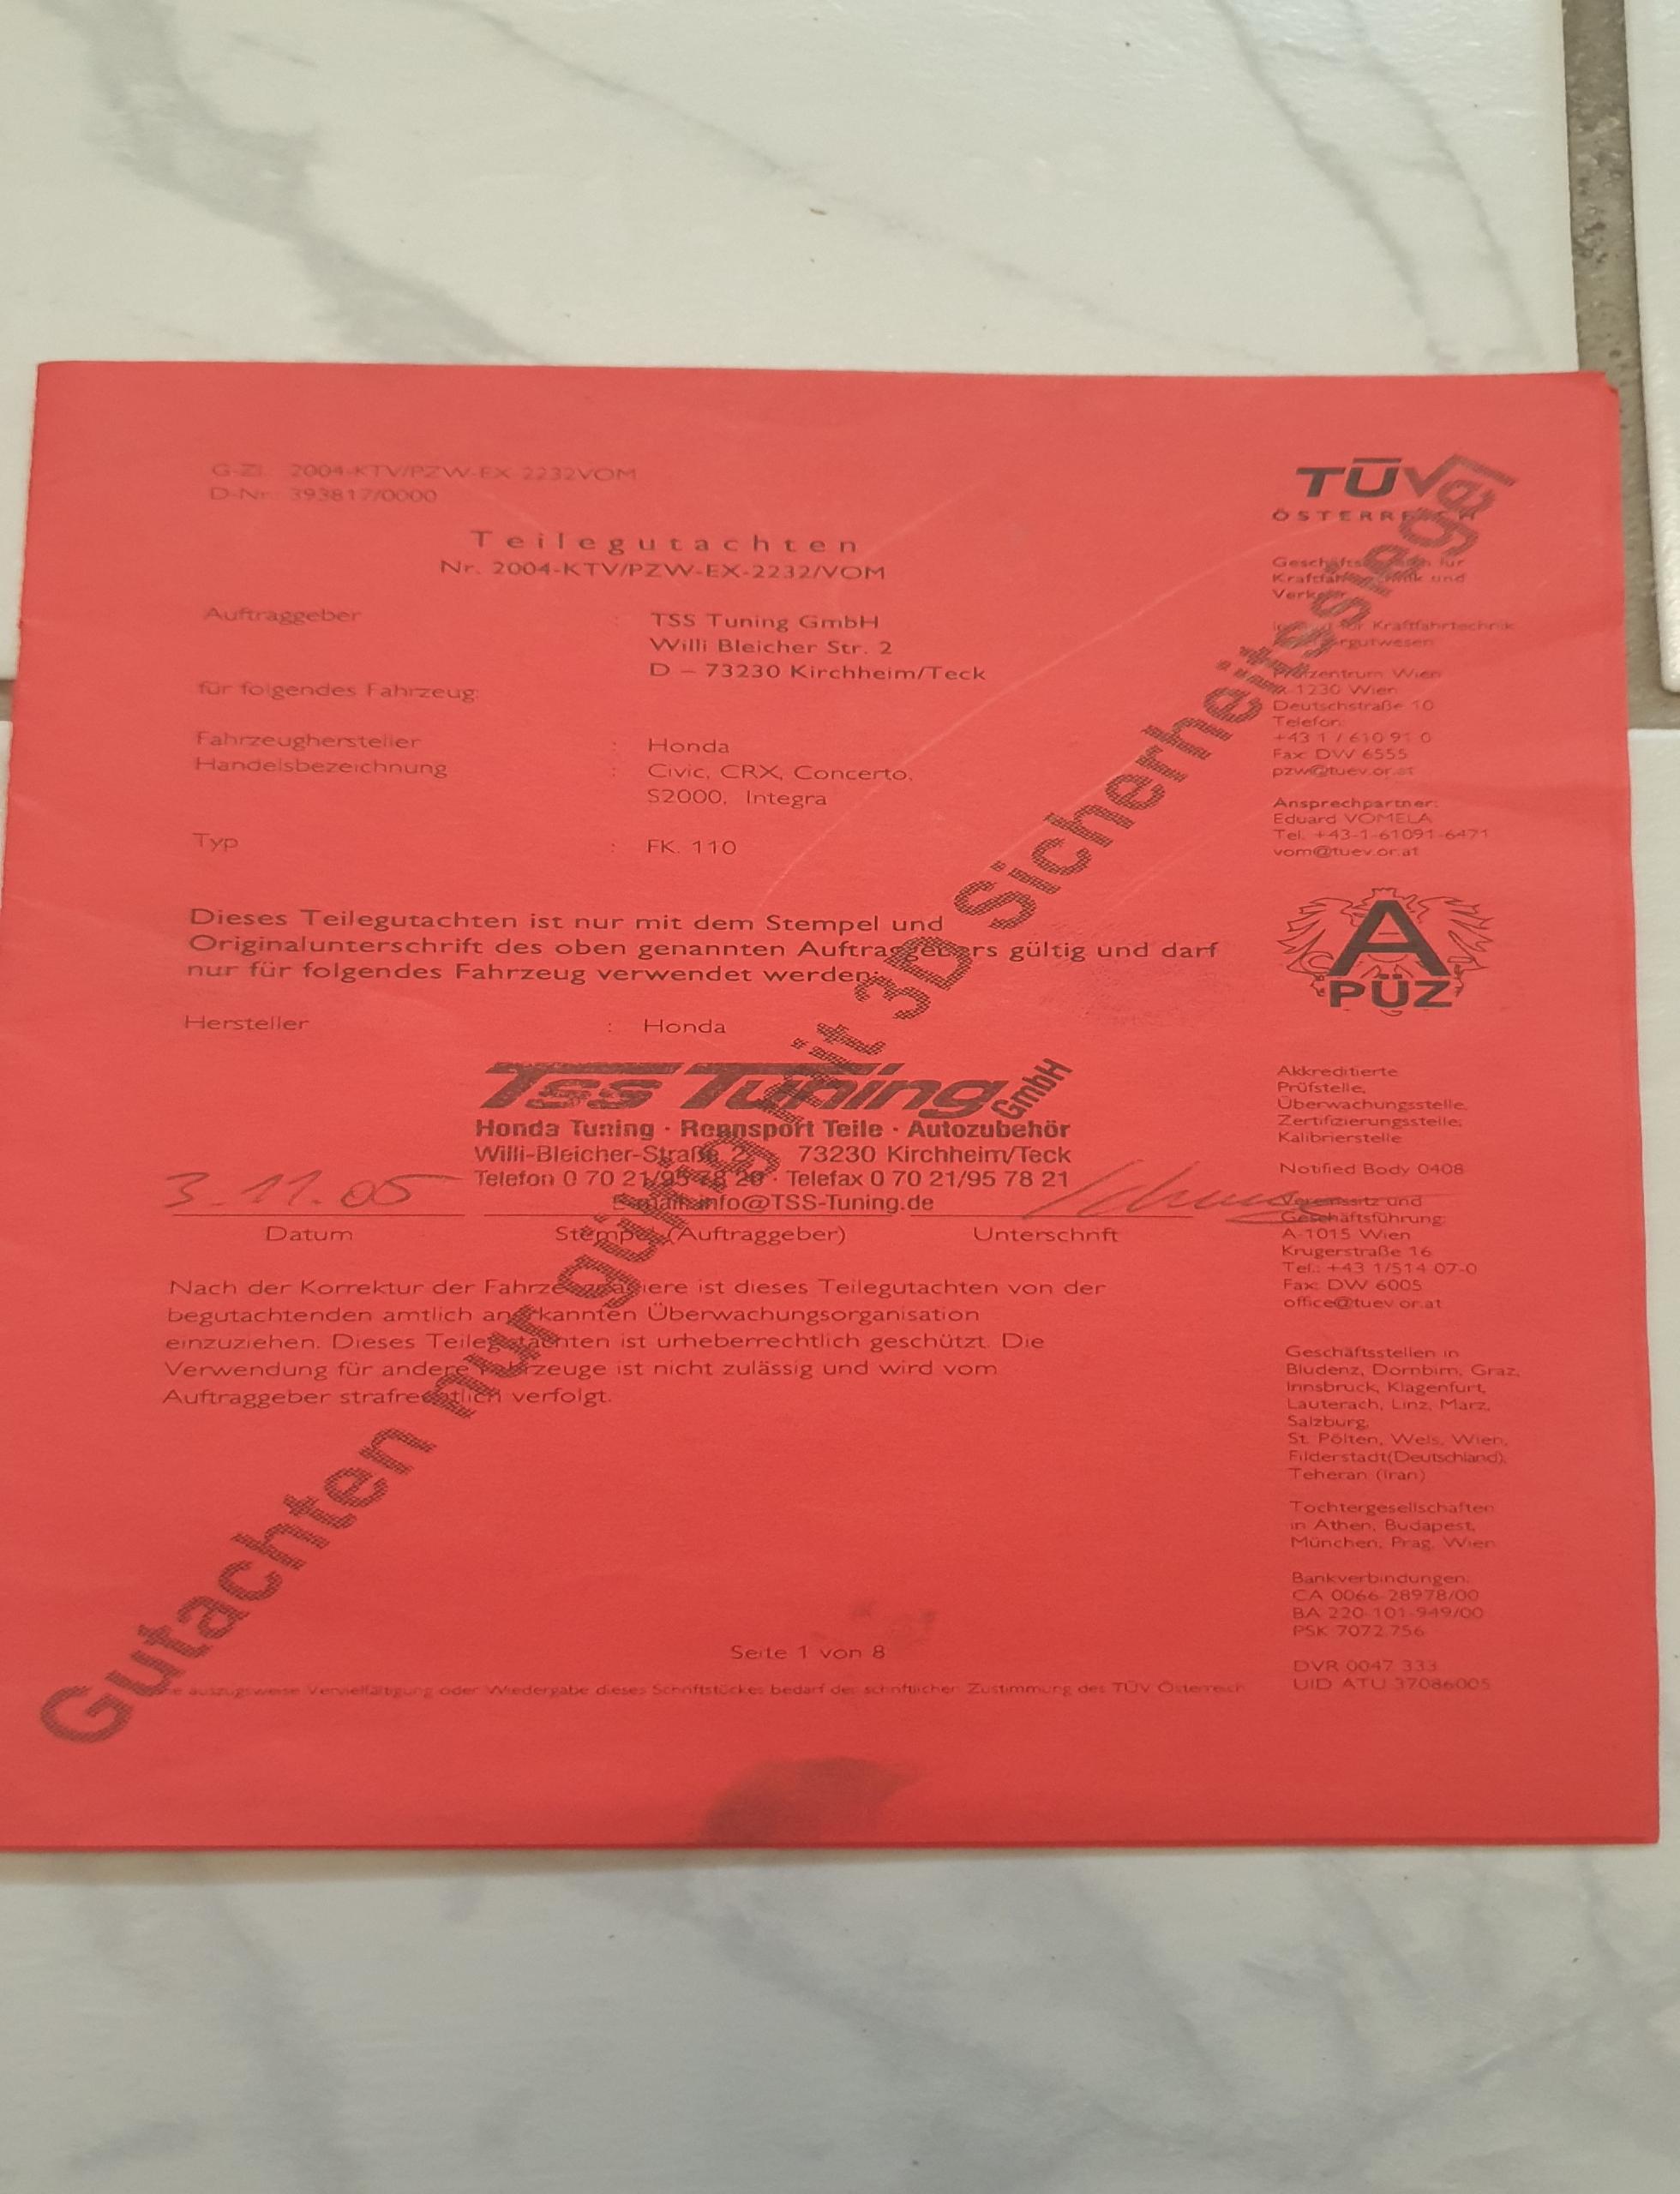 G-Zl. 2004-KTV/PZW-EX-2232VOM
D-Nr: 393817/0000
Teilegutachten
Nr. 2004-KTV/PZW-EX-2232/VOM
Auftraggeber : TSS Tuning GmbH
Willi Bleicher Str. 2
D – 73230 Kirchheim/Teck
für folgendes Fahrzeug:
Fahrzeughersteller : Honda
Handelsbezeichnung : Civic, CRX, Concerto,
S2000, Integra
Typ : FK. 110
Dieses Teilegutachten ist nur mit dem Stempel und
Originalunterschrift des oben genannten Auftraggebers gültig und darf
nur für folgendes Fahrzeug verwendet werden:
Hersteller : Honda
Tss Tuning GmbH
Honda Tuning · Rennsport Teile · Autozubehör
Willi-Bleicher-Straße 2 73230 Kirchheim/Teck
Telefon 0 70 21/95 78 20 · Telefax 0 70 21/95 78 21
E-mail: info@TSS-Tuning.de
3.11.05
Datum Stempel (Auftraggeber) Unterschrift
Nach der Korrektur der Fahrzeugpapiere ist dieses Teilegutachten von der
begutachtenden amtlich anerkannten Überwachungsorganisation
einzuziehen. Dieses Teilegutachten ist urheberrechtlich geschützt. Die
Verwendung für andere Fahrzeuge ist nicht zulässig und wird vom
Auftraggeber strafrechtlich verfolgt.
Seite 1 von 8
auszugsweise Vervielfältigung oder Wiedergabe dieses Schriftstückes bedarf der schriftlichen Zustimmung des TÜV Österreich
Gutachten nur gültig mit 3D Sicherheitssiegel
TÜV
ÖSTERREICH
Geschäftsbereich für
Kraftfahrtechnik und
Verkehr
Institut für Kraftfahrtechnik
Prüfzentrum Wien
A-1230 Wien
Deutschstraße 10
Telefon:
+43 1 / 610 91 0
Fax: DW 6555
pzw@tuev.or.at
Ansprechpartner:
Eduard VOMELA
Tel. +43-1-61091-6471
vom@tuev.or.at
A
PÜZ
Akkreditierte
Prüfstelle,
Überwachungsstelle,
Zertifizierungsstelle,
Kalibrierstelle
Notified Body 0408
Vereinssitz und
Geschäftsführung:
A-1015 Wien
Krugerstraße 16
Tel.: +43 1/514 07-0
Fax: DW 6005
office@tuev.or.at
Geschäftsstellen in
Bludenz, Dornbirn, Graz,
Innsbruck, Klagenfurt,
Lauterach, Linz, Marz,
Salzburg,
St. Pölten, Wels, Wien,
Filderstadt(Deutschland),
Teheran (Iran)
Tochtergesellschaften
in Athen, Budapest,
München, Prag, Wien
Bankverbindungen:
CA 0066-28978/00
BA 220-101-949/00
PSK 7072.756
DVR 0047 333
UID ATU 37086005